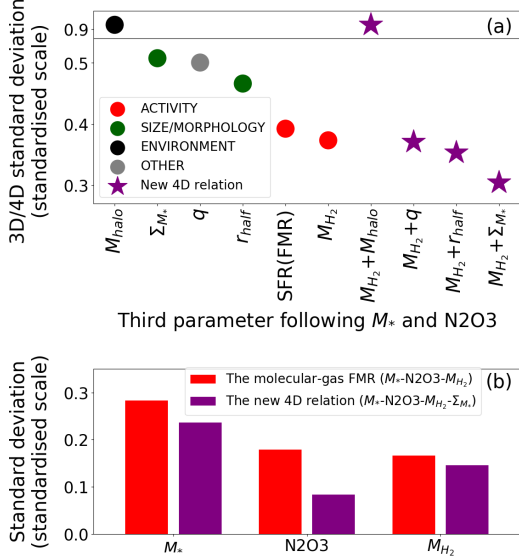 (a)
3D/4D standard deviation
(standardised scale)
0.9
0.5
0.4
0.3
ACTIVITY
SIZE/MORPHOLOGY
ENVIRONMENT
OTHER
New 4D relation
M_halo
Σ_M*
q
r_half
SFR(FMR)
M_H2
M_H2+M_halo
M_H2+q
M_H2+r_half
M_H2+Σ_M*
Third parameter following M* and N2O3
(b)
Standard deviation
(standardised scale)
0.3
0.2
0.1
0.0
The molecular-gas FMR (M*-N2O3-M_H2)
The new 4D relation (M*-N2O3-M_H2-Σ_M*)
M*
N2O3
M_H2